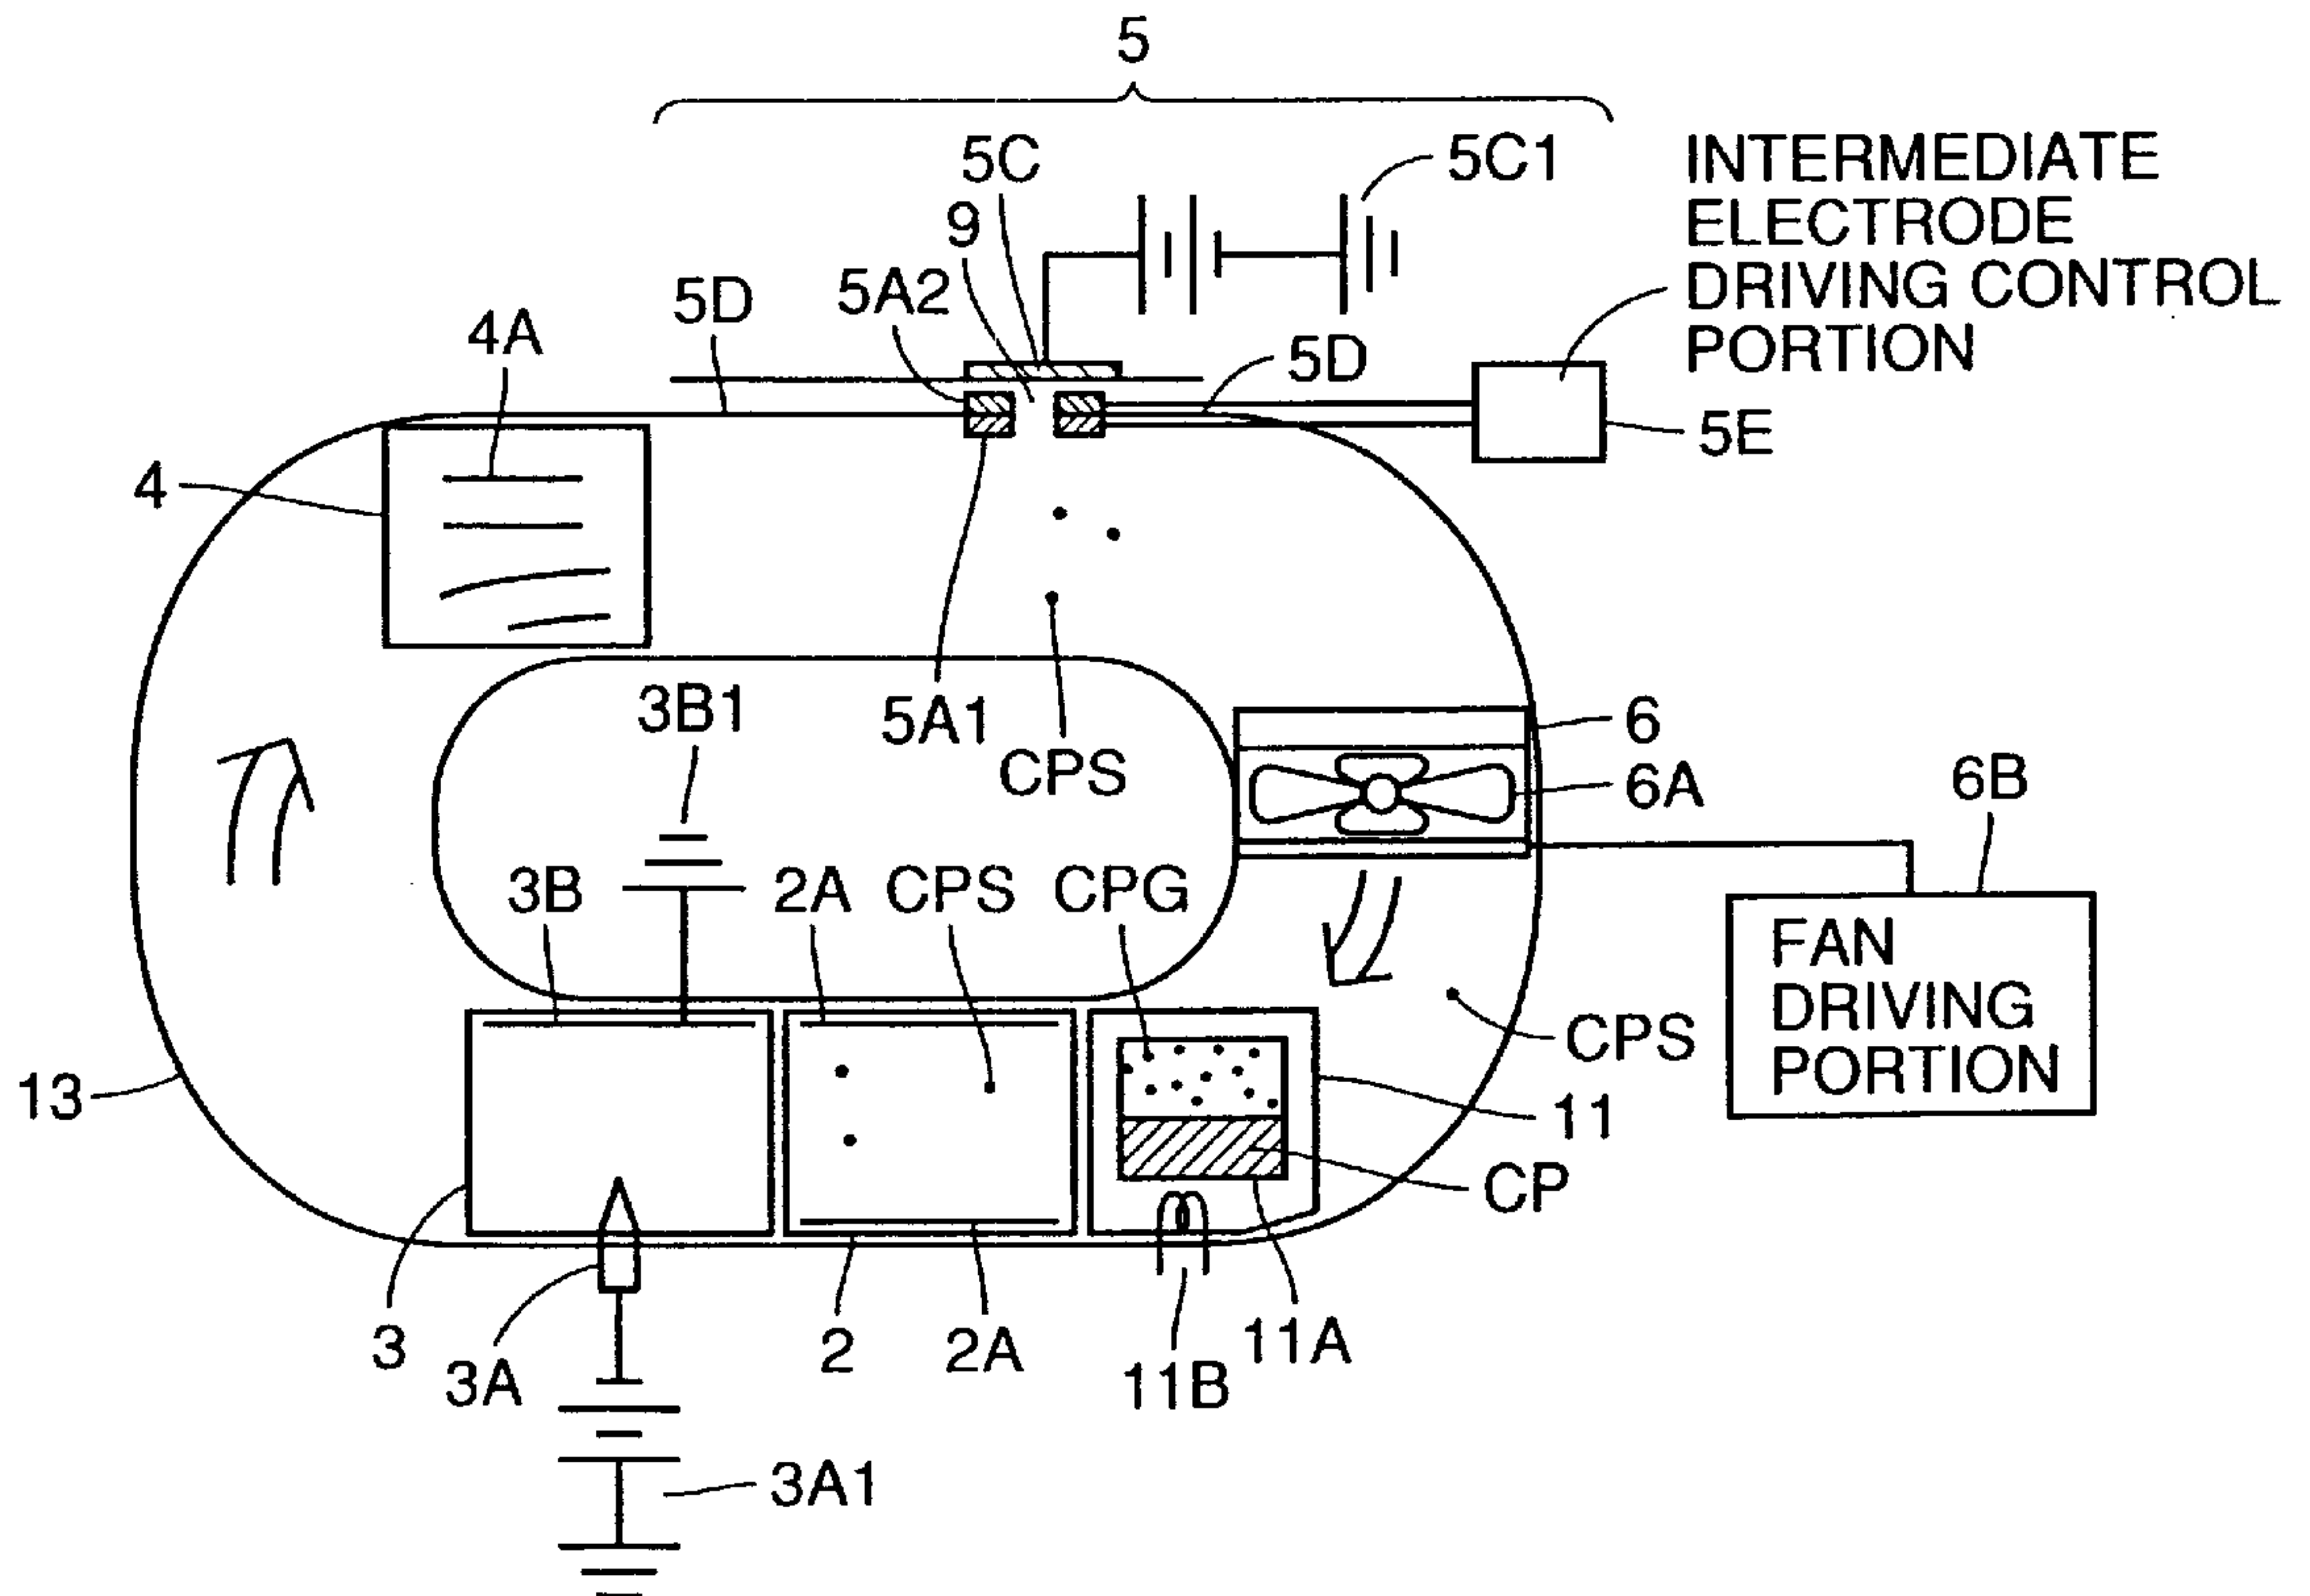 5
5C
5C1
INTERMEDIATE
ELECTRODE
DRIVING CONTROL
PORTION
9
5A2
5D
4A
5D
5E
4
3B1
5A1
CPS
6
6A
6B
3B
2A
CPS
CPG
FAN
DRIVING
PORTION
CPS
13
11
CP
3
3A
2
2A
11B
11A
3A1